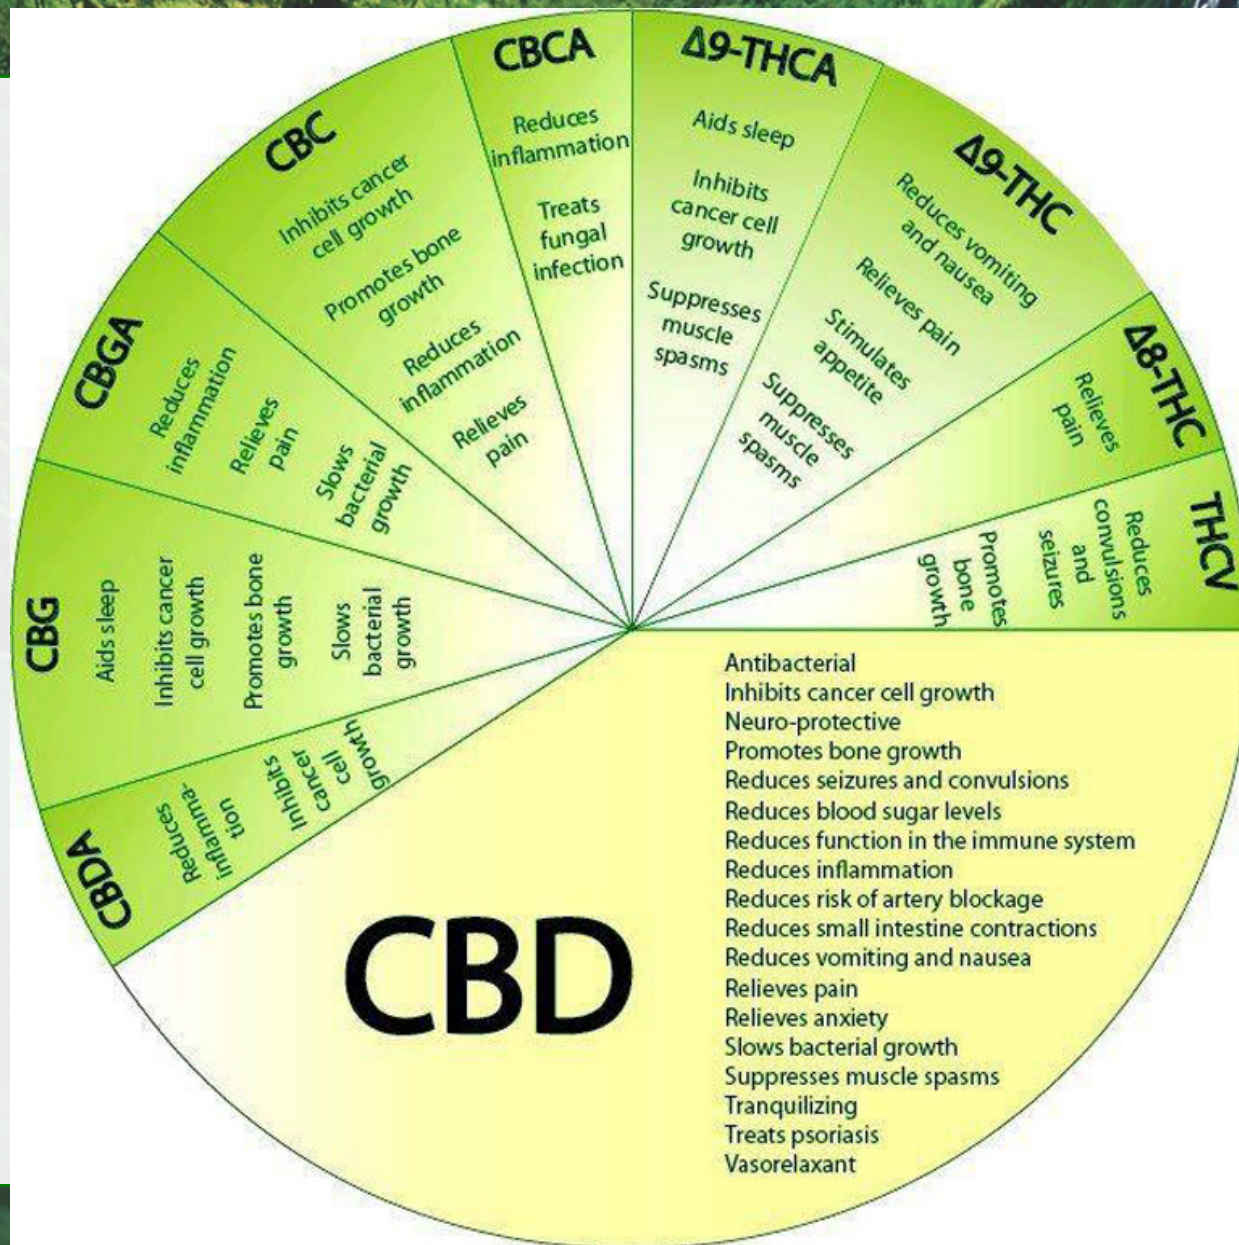 CBCA
Reduces
inflammation
Treats
fungal
infection
Δ9-THCA
Aids sleep
Inhibits
cancer cell
growth
Suppresses
muscle
spasms
Δ9-THC
Reduces vomiting
and nausea
Relieves pain
Stimulates
appetite
Suppresses
muscle
spasms
Δ8-THC
Relieves
pain
THCV
Reduces
convulsions
and
seizures
Promotes
bone
growth
CBD
Antibacterial
Inhibits cancer cell growth
Neuro-protective
Promotes bone growth
Reduces seizures and convulsions
Reduces blood sugar levels
Reduces function in the immune system
Reduces inflammation
Reduces risk of artery blockage
Reduces small intestine contractions
Reduces vomiting and nausea
Relieves pain
Relieves anxiety
Slows bacterial growth
Suppresses muscle spasms
Tranquilizing
Treats psoriasis
Vasorelaxant
CBDA
Reduces
inflamma-
tion
Inhibits
cancer
cell
growth
CBG
Aids sleep
Inhibits cancer
cell growth
Promotes bone
growth
Slows
bacterial
growth
CBGA
Reduces
inflammation
Relieves
pain
Slows
bacterial
growth
CBC
Inhibits cancer
cell growth
Promotes bone
growth
Reduces
inflammation
Relieves
pain